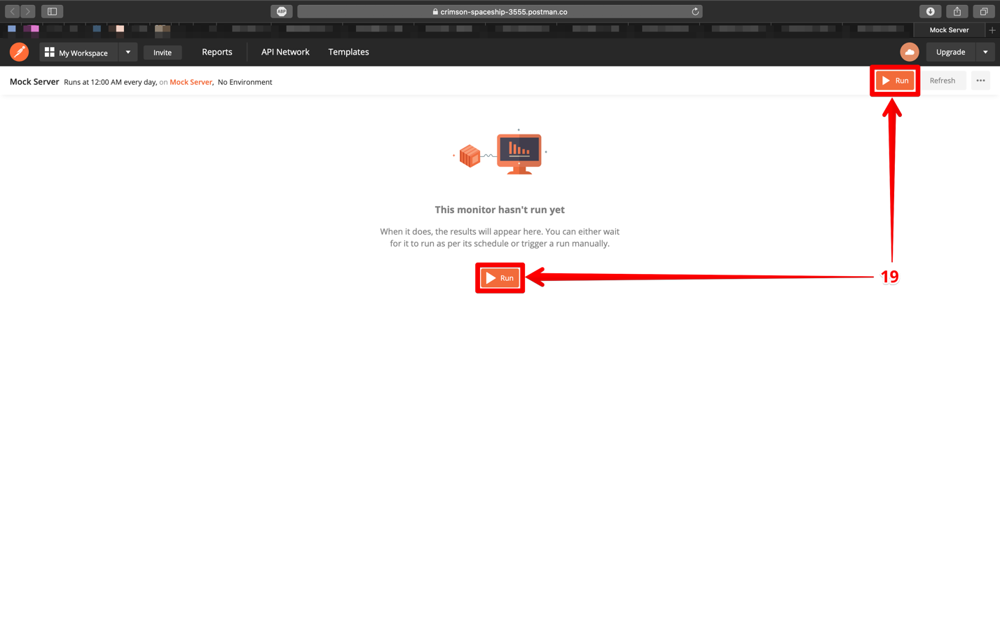 ABP
crimson-spaceship-3555.postman.co
Mock Server
My Workspace
Invite
Reports
API Network
Templates
Upgrade
Mock Server Runs at 12:00 AM every day, on Mock Server, No Environment
Run
Refresh
This monitor hasn't run yet
When it does, the results will appear here. You can either wait
for it to run as per its schedule or trigger a run manually.
Run
19